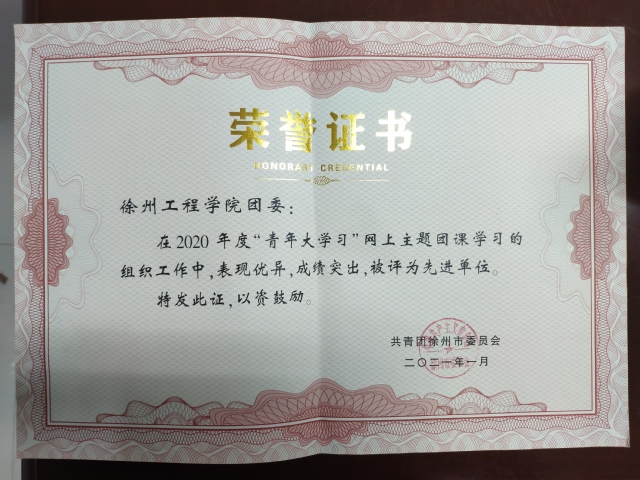 荣誉证书
HONORARY CREDENTIAL
徐州工程学院团委：
在2020年度“青年大学习”网上主题团课学习的
组织工作中，表现优异，成绩突出，被评为先进单位。
特发此证，以资鼓励。
共青团徐州市委员会
二〇二一年一月